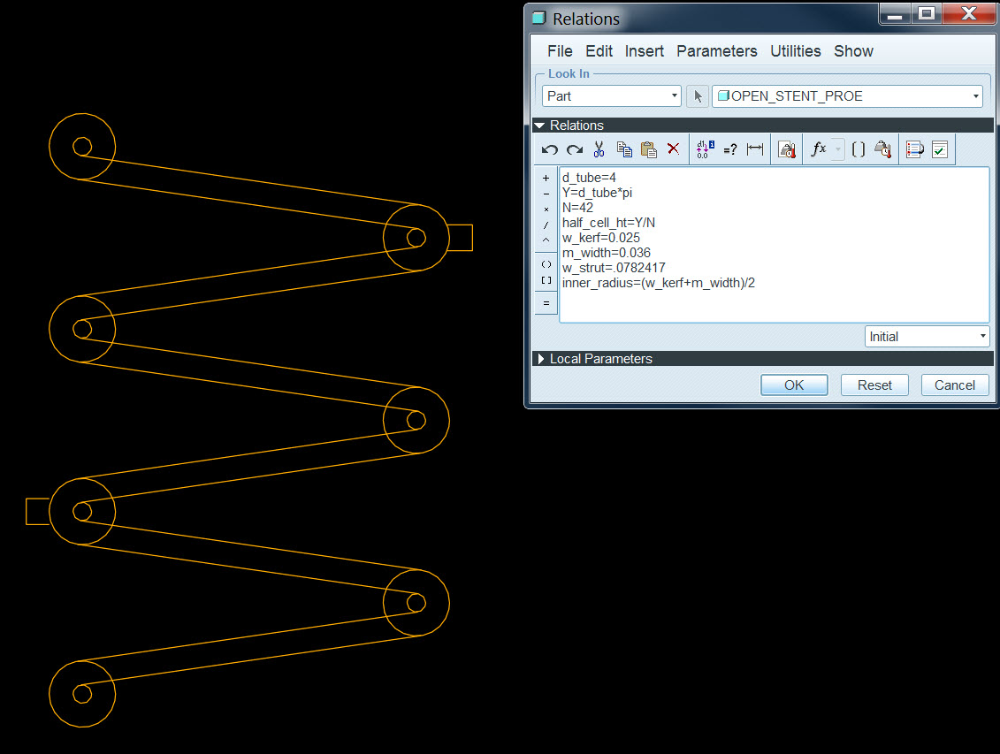 Relations
File Edit Insert Parameters Utilities Show
Look In
Part OPEN_STENT_PROE
Relations
=? fx [ ]
+
−
×
/
^
( )
[ ]
=
d_tube=4
Y=d_tube*pi
N=42
half_cell_ht=Y/N
w_kerf=0.025
m_width=0.036
w_strut=.0782417
inner_radius=(w_kerf+m_width)/2
Initial
Local Parameters
OK Reset Cancel